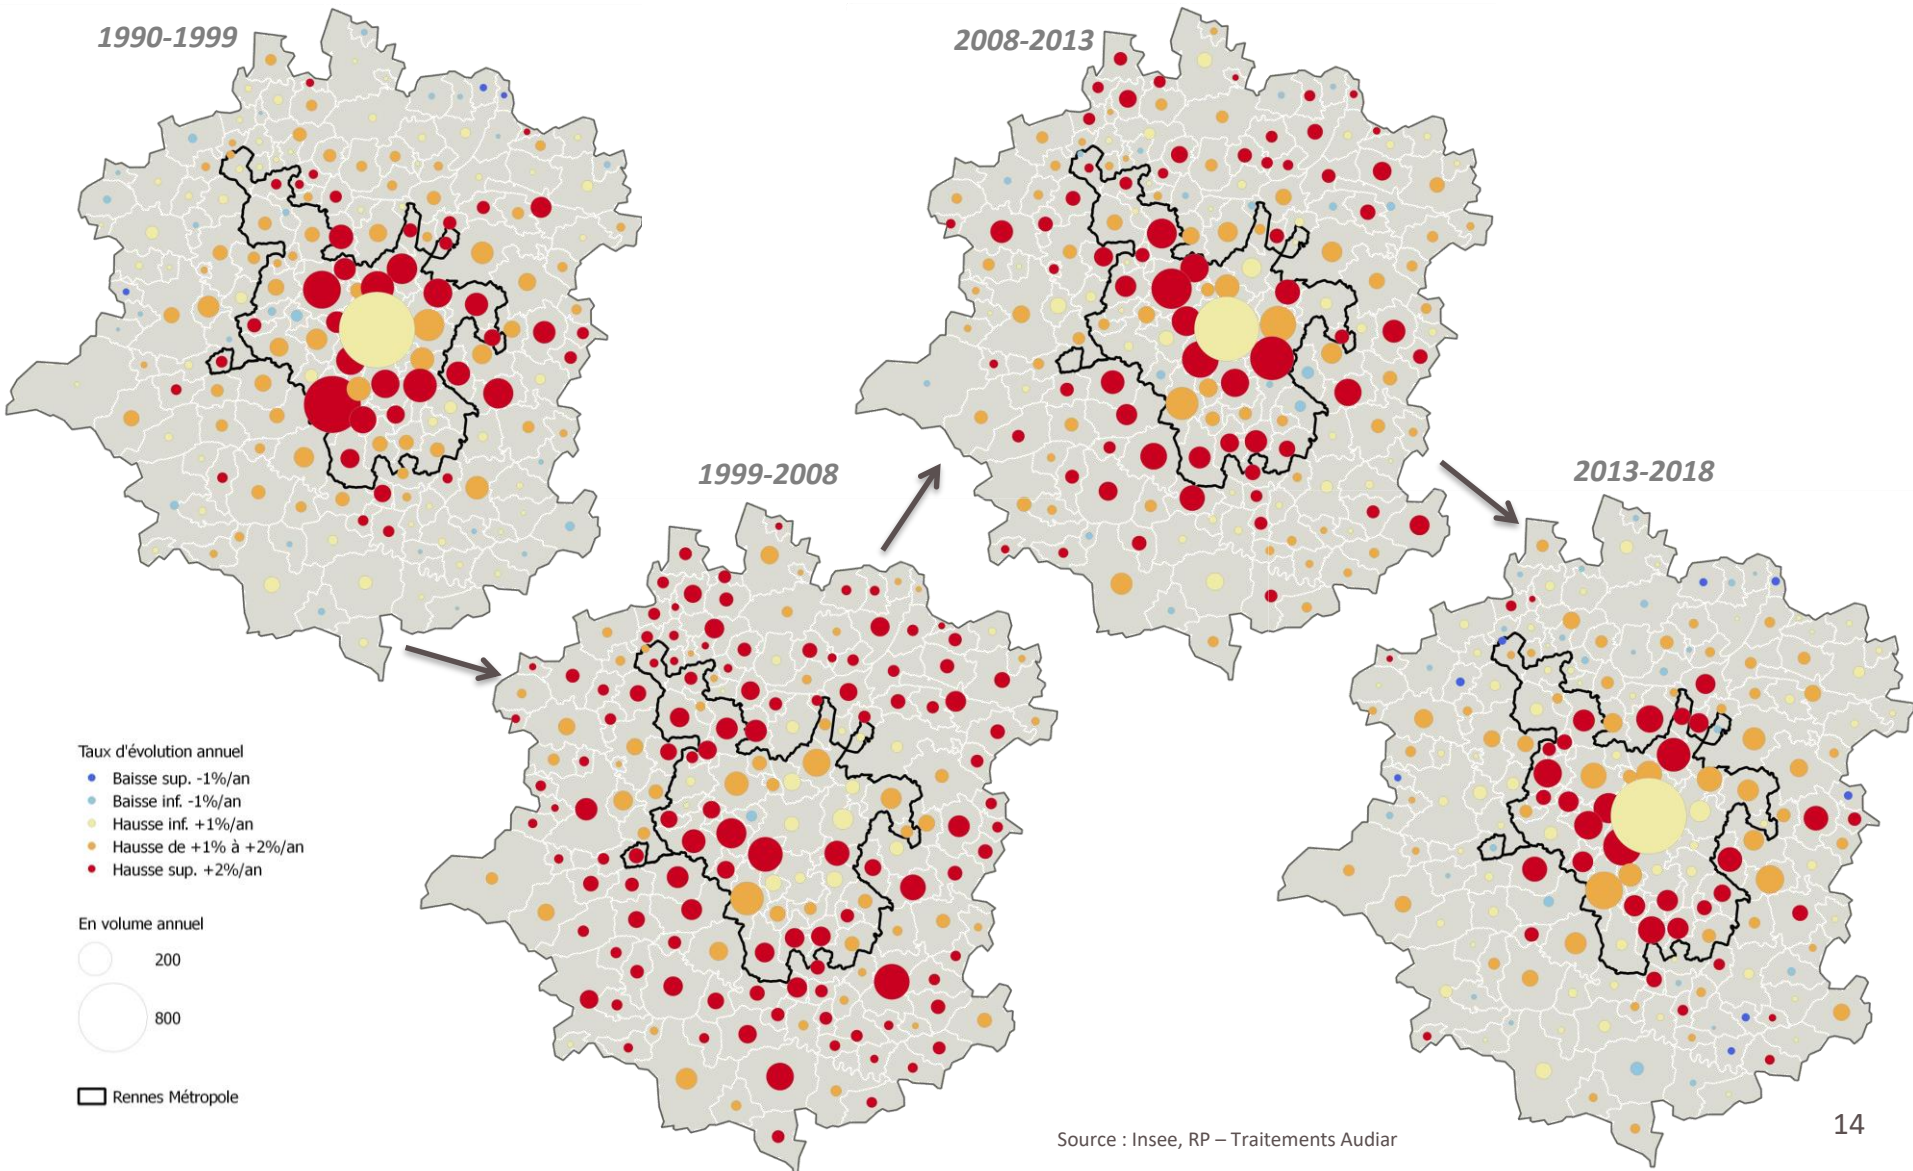 1990-1999
2008-2013
1999-2008
2013-2018
Taux d'évolution annuel
Baisse sup. -1%/an
Baisse inf. -1%/an
Hausse inf. +1%/an
Hausse de +1% à +2%/an
Hausse sup. +2%/an
En volume annuel
200
800
Rennes Métropole
Source : Insee, RP – Traitements Audiar
14